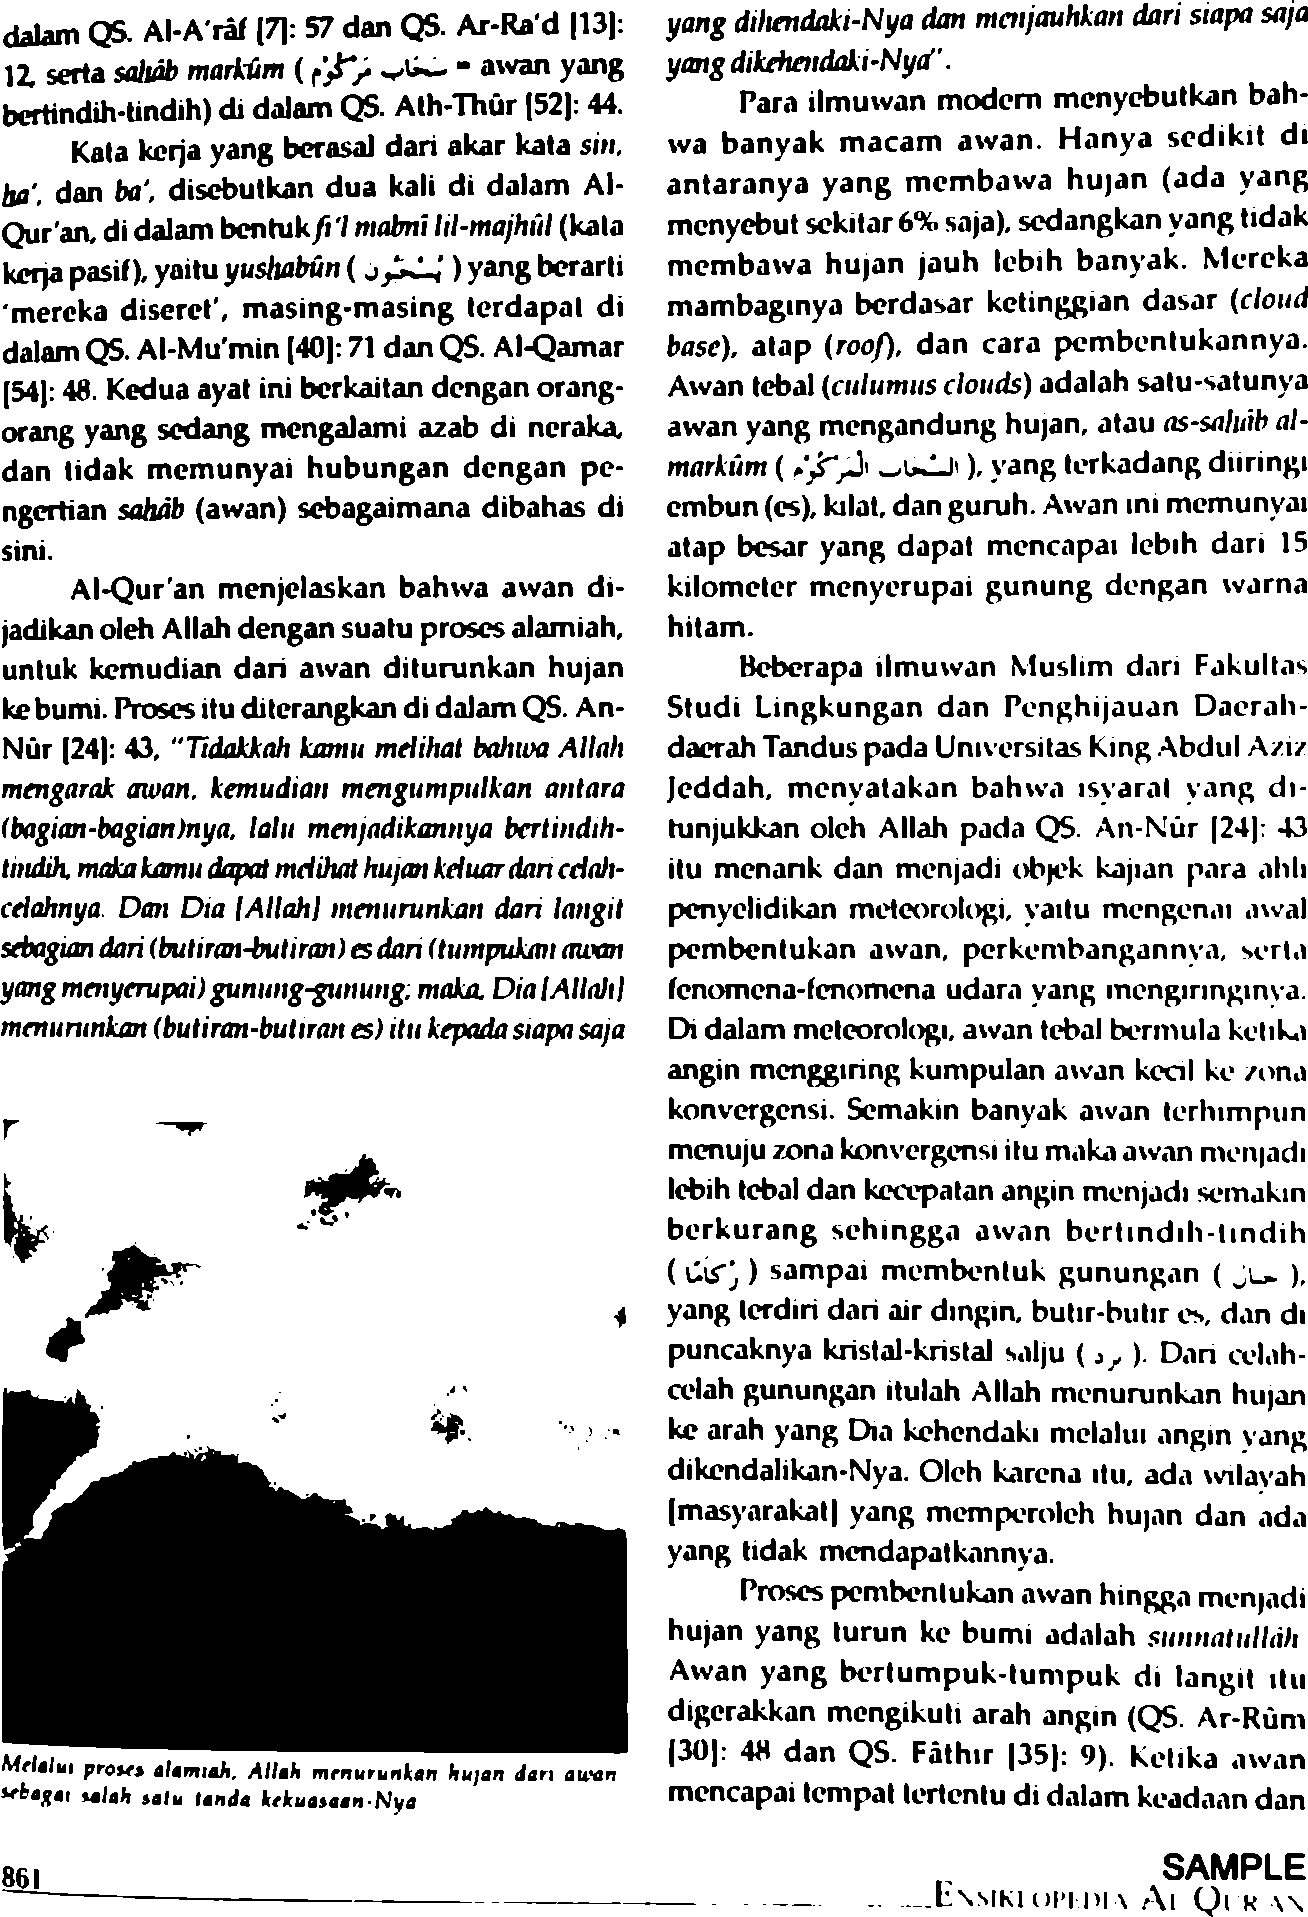 dalam QS. Al-A'râf [7]: 57 dan QS. Ar-Ra'd [13]:
12, serta sahâb markûm ( سَحَاب مَرْكُوْم = awan yang
bertindih-tindih) di dalam QS. Ath-Thûr [52]: 44.
Kata kerja yang berasal dari akar kata sin,
ha', dan ba', disebutkan dua kali di dalam Al-
Qur'an, di dalam bentuk fi'l mabnî lil-majhûl (kata
kerja pasif), yaitu yushabûn ( يُسْحَبُوْن ) yang berarti
'mereka diseret', masing-masing terdapat di
dalam QS. Al-Mu'min [40]: 71 dan QS. Al-Qamar
[54]: 48. Kedua ayat ini berkaitan dengan orang-
orang yang sedang mengalami azab di neraka,
dan tidak memunyai hubungan dengan pe-
ngertian sahâb (awan) sebagaimana dibahas di
sini.
Al-Qur'an menjelaskan bahwa awan di-
jadikan oleh Allah dengan suatu proses alamiah,
untuk kemudian dari awan diturunkan hujan
ke bumi. Proses itu diterangkan di dalam QS. An-
Nûr [24]: 43, "Tidakkah kamu melihat bahwa Allah
mengarak awan, kemudian mengumpulkan antara
(bagian-bagian)nya, lalu menjadikannya bertindih-
tindih, maka kamu dapat melihat hujan keluar dari celah-
celahnya. Dan Dia [Allah] menurunkan dari langit
sebagian dari (butiran-butiran) es dari (tumpukan awan
yang menyerupai) gunung-gunung; maka, Dia [Allah]
menurunkan (butiran-butiran es) itu kepada siapa saja
Melalui proses alamiah, Allah menurunkan hujan dari awan
sebagai salah satu tanda kekuasaan-Nya
yang dihendaki-Nya dan menjauhkan dari siapa saja
yang dikehendaki-Nya".
Para ilmuwan modern menyebutkan bah-
wa banyak macam awan. Hanya sedikit di
antaranya yang membawa hujan (ada yang
menyebut sekitar 6% saja), sedangkan yang tidak
membawa hujan jauh lebih banyak. Mereka
mambaginya berdasar ketinggian dasar (cloud
base), atap (roof), dan cara pembentukannya.
Awan tebal (culumus clouds) adalah satu-satunya
awan yang mengandung hujan, atau as-sahâb al-
markûm ( السَّحَاب الْمَرْكُوْم ), yang terkadang diiringi
embun (es), kilat, dan guruh. Awan ini memunyai
atap besar yang dapat mencapai lebih dari 15
kilometer menyerupai gunung dengan warna
hitam.
Beberapa ilmuwan Muslim dari Fakultas
Studi Lingkungan dan Penghijauan Daerah-
daerah Tandus pada Universitas King Abdul Aziz
Jeddah, menyatakan bahwa isyarat yang di-
tunjukkan oleh Allah pada QS. An-Nûr [24]: 43
itu menarik dan menjadi objek kajian para ahli
penyelidikan meteorologi, yaitu mengenai awal
pembentukan awan, perkembangannya, serta
fenomena-fenomena udara yang mengiringinya.
Di dalam meteorologi, awan tebal bermula ketika
angin menggiring kumpulan awan kecil ke zona
konvergensi. Semakin banyak awan terhimpun
menuju zona konvergensi itu maka awan menjadi
lebih tebal dan kecepatan angin menjadi semakin
berkurang sehingga awan bertindih-tindih
( رُكَامًا ) sampai membentuk gunungan ( جبَال ),
yang terdiri dari air dingin, butir-butir es, dan di
puncaknya kristal-kristal salju ( برد ). Dari celah-
celah gunungan itulah Allah menurunkan hujan
ke arah yang Dia kehendaki melalui angin yang
dikendalikan-Nya. Oleh karena itu, ada wilayah
[masyarakat] yang memperoleh hujan dan ada
yang tidak mendapatkannya.
Proses pembentukan awan hingga menjadi
hujan yang turun ke bumi adalah sunnatullâh
Awan yang bertumpuk-tumpuk di langit itu
digerakkan mengikuti arah angin (QS. Ar-Rûm
[30]: 48 dan QS. Fâthir [35]: 9). Ketika awan
mencapai tempat tertentu di dalam keadaan dan
861
SAMPLE
ENSIKLOPEDIA AL QUR'AN